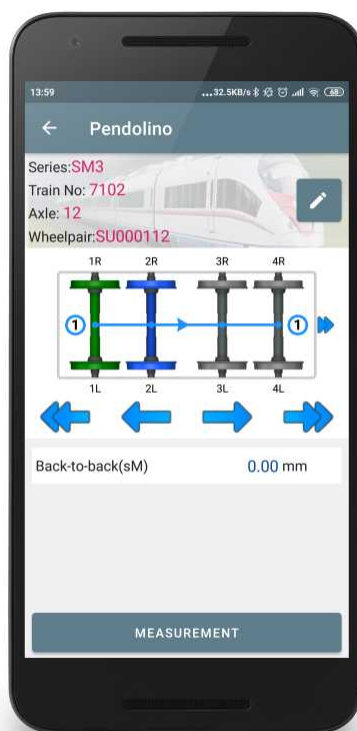 13:59 ...32.5KB/s 68
Pendolino
Series:SM3
Train No: 7102
Axle: 12
Wheelpair:SU000112
1R 2R 3R 4R
1 1
1L 2L 3L 4L
Back-to-back(sM) 0.00 mm
MEASUREMENT